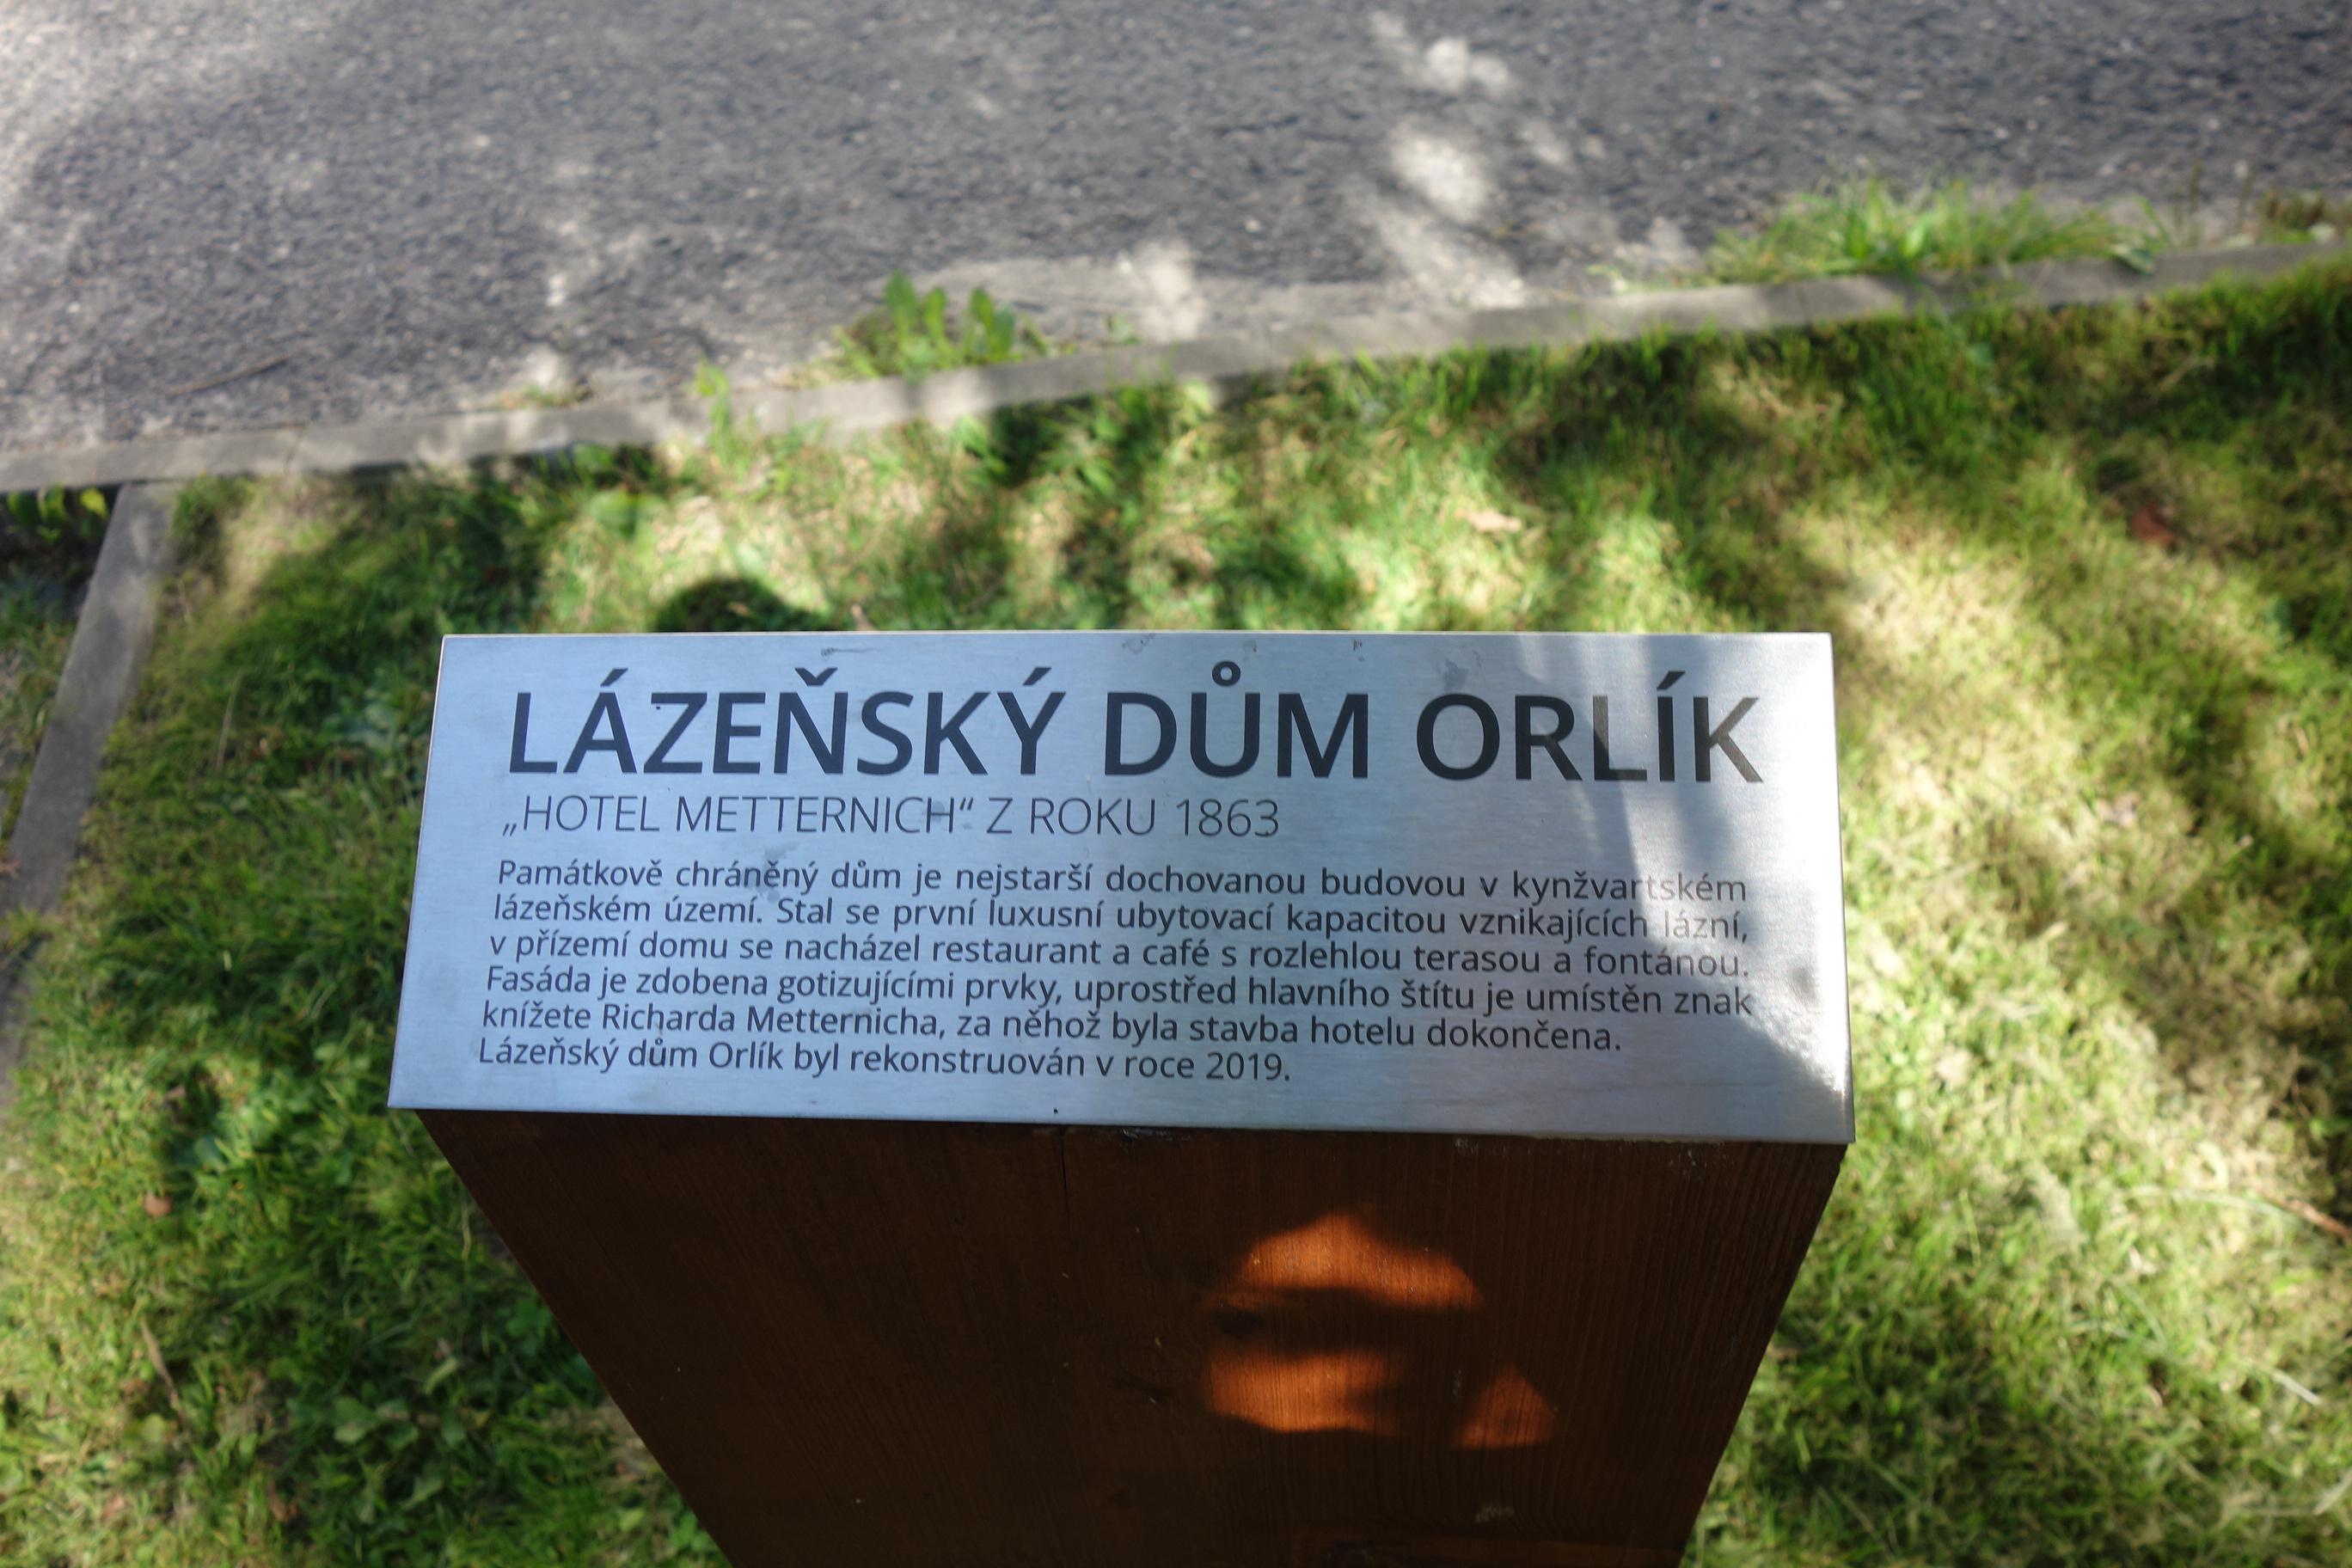 LÁZEŇSKÝ DŮM ORLÍK
„HOTEL METTERNICH“ Z ROKU 1863
Památkově chráněný dům je nejstarší dochovanou budovou v kynžvartském
lázeňském území. Stal se první luxusní ubytovací kapacitou vznikajících lázní,
v přízemí domu se nacházel restaurant a café s rozlehlou terasou a fontánou.
Fasáda je zdobena gotizujícími prvky, uprostřed hlavního štítu je umístěn znak
knížete Richarda Metternicha, za něhož byla stavba hotelu dokončena.
Lázeňský dům Orlík byl rekonstruován v roce 2019.